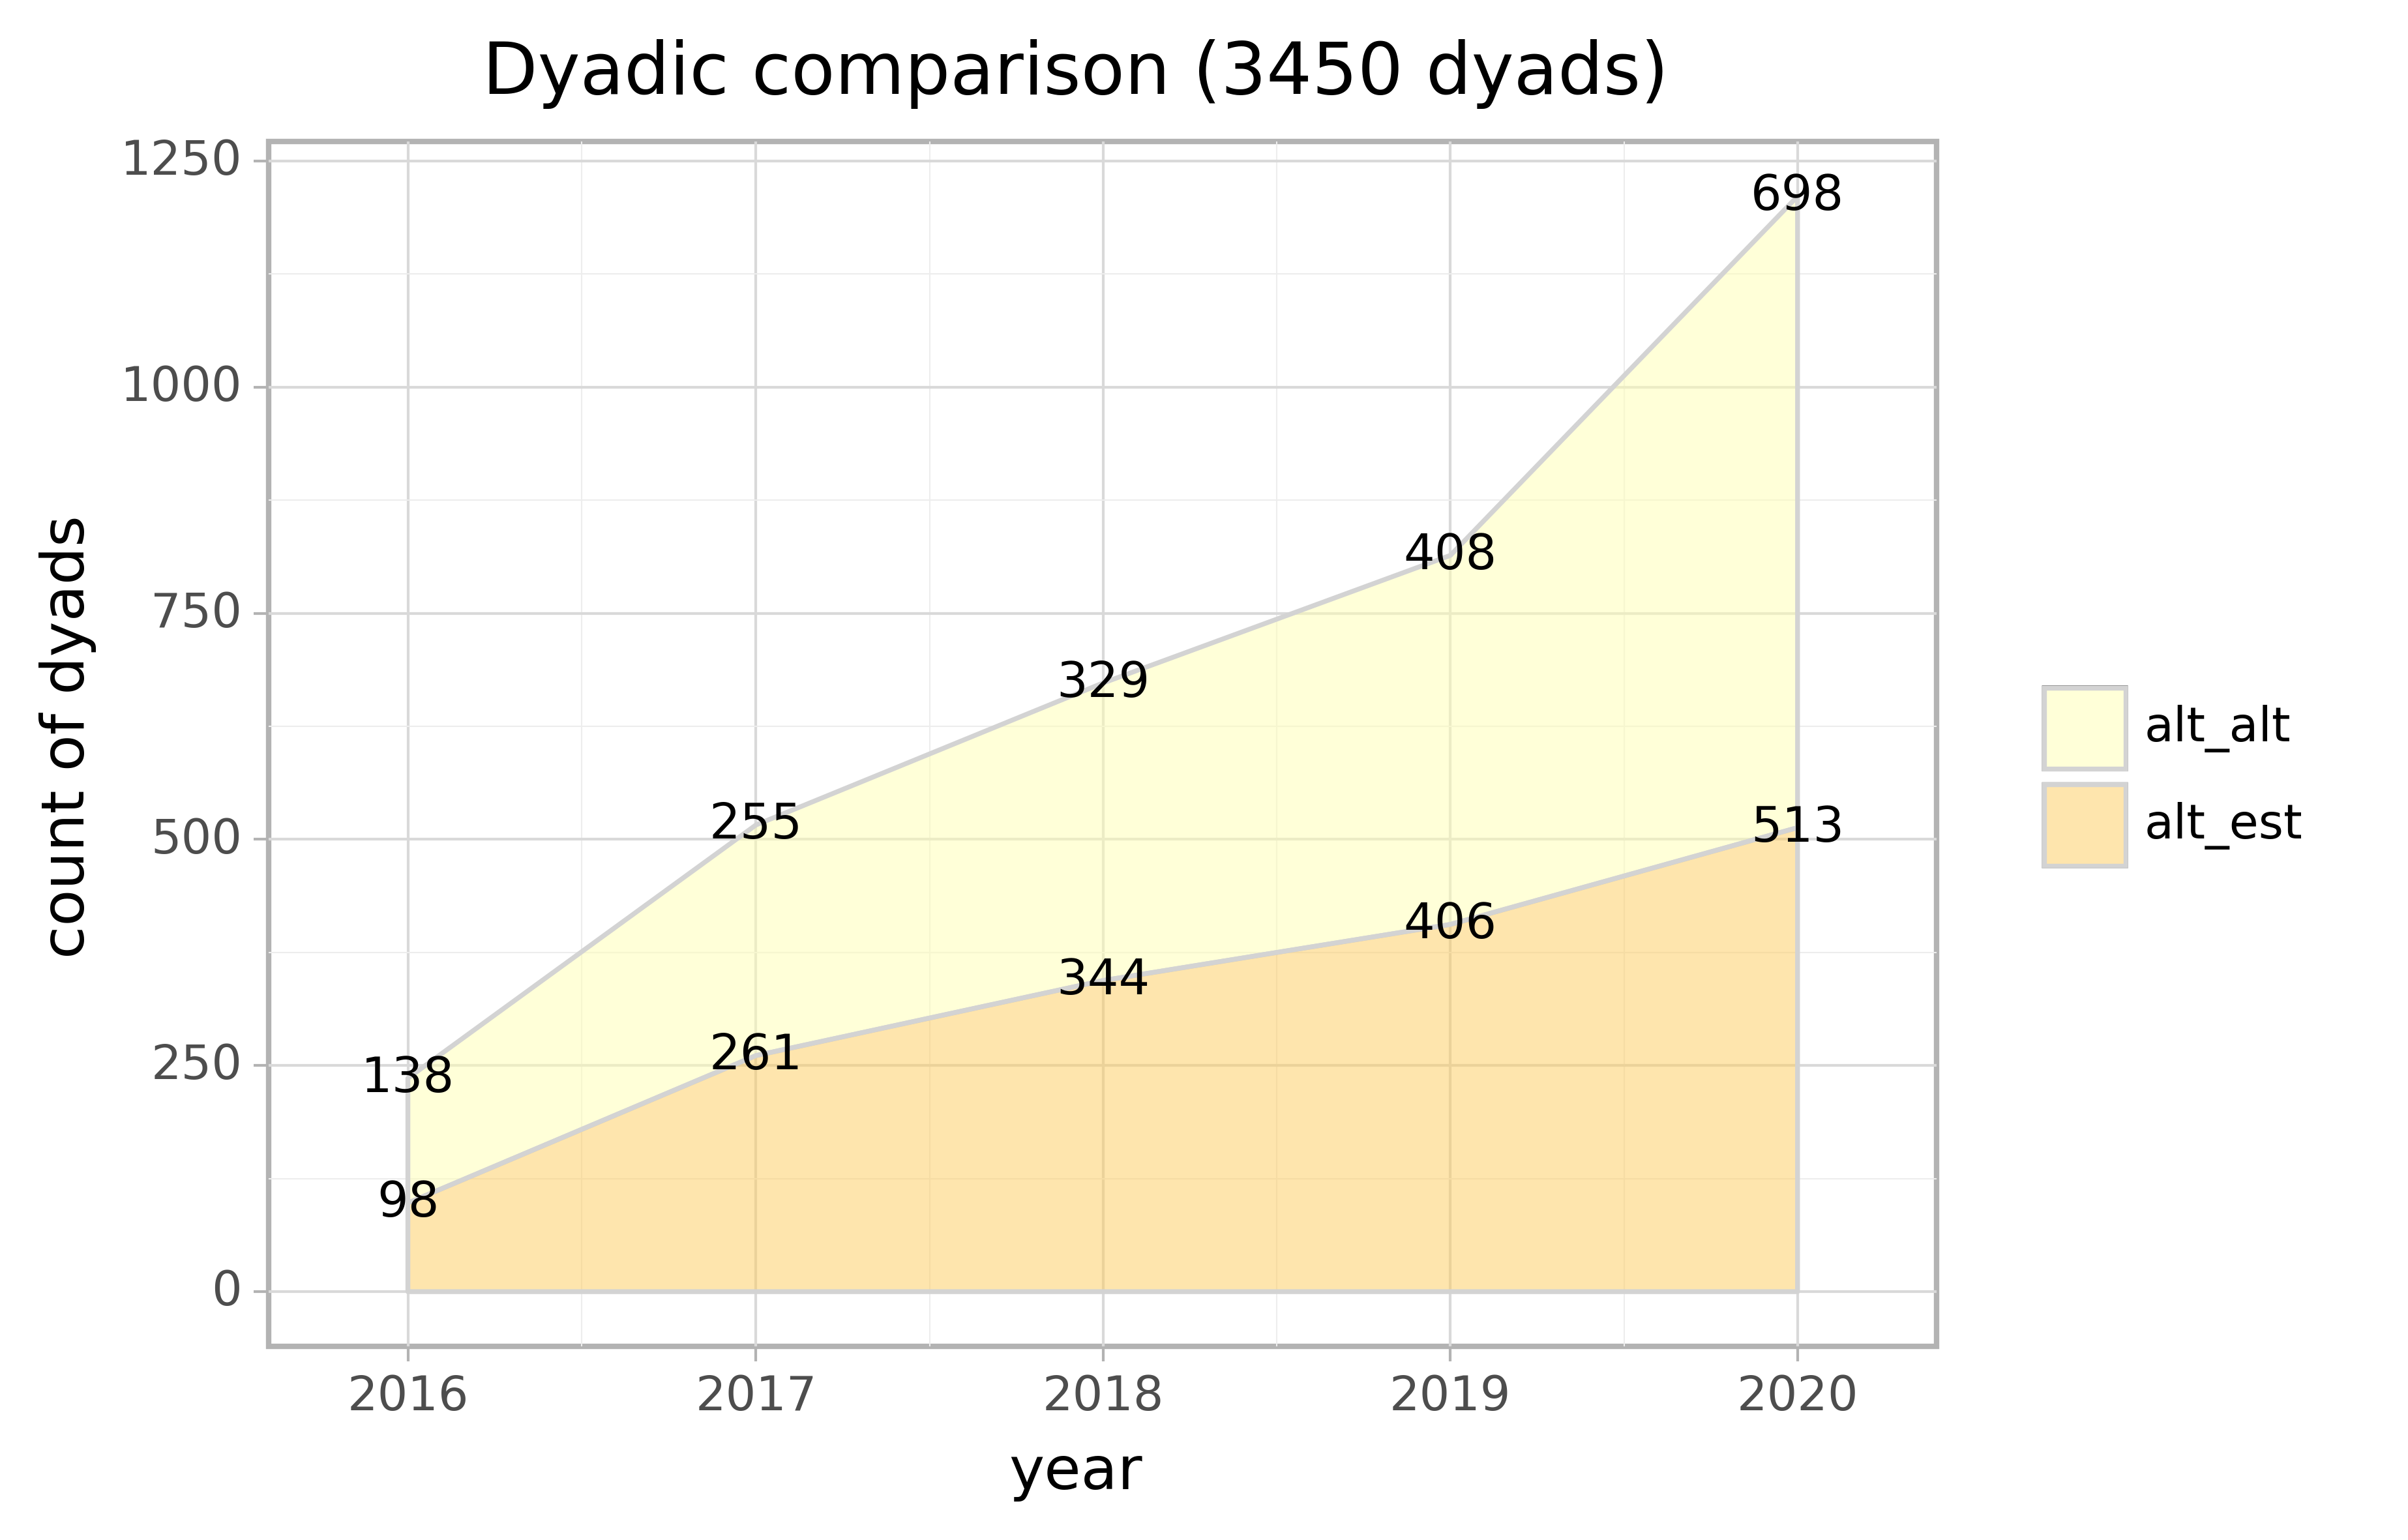 Dyadic comparison (3450 dyads)
1250
1000
750
500
250
0
count of dyads
698
408
329
513
255
406
344
261
138
98
2016 2017 2018 2019 2020
year
alt_alt
alt_est